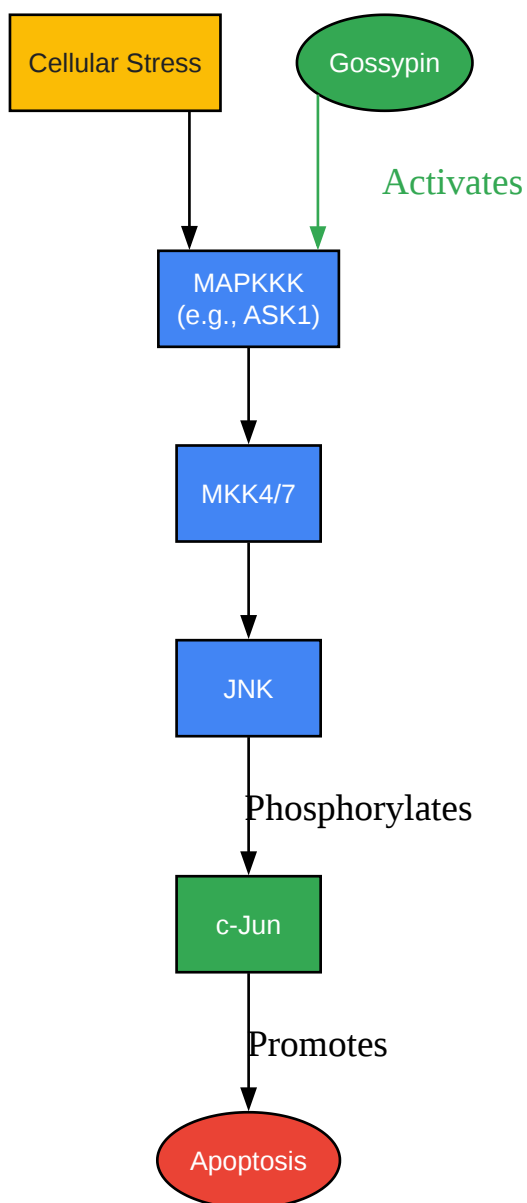 Cellular Stress
Gossypin
Activates
MAPKKK
(e.g., ASK1)
MKK4/7
JNK
Phosphorylates
c-Jun
Promotes
Apoptosis